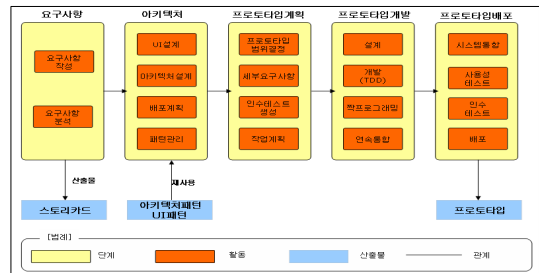 요구사항
아키텍처
프로토타입계획
프로토타입개발
프로토타입배포
요구사항
작성
요구사항
분석
UI설계
아키텍처설계
배포계획
패턴관리
프로토타입
범위결정
세부요구사항
인수테스트
생성
작업계획
설계
개발
(TDD)
짝프로그래밍
연속통합
시스템통합
사용성
테스트
인수
테스트
배포
산출물
재사용
스토리카드
아키텍처패턴
UI패턴
프로토타입
[범례]
단계
활동
산출물
관계